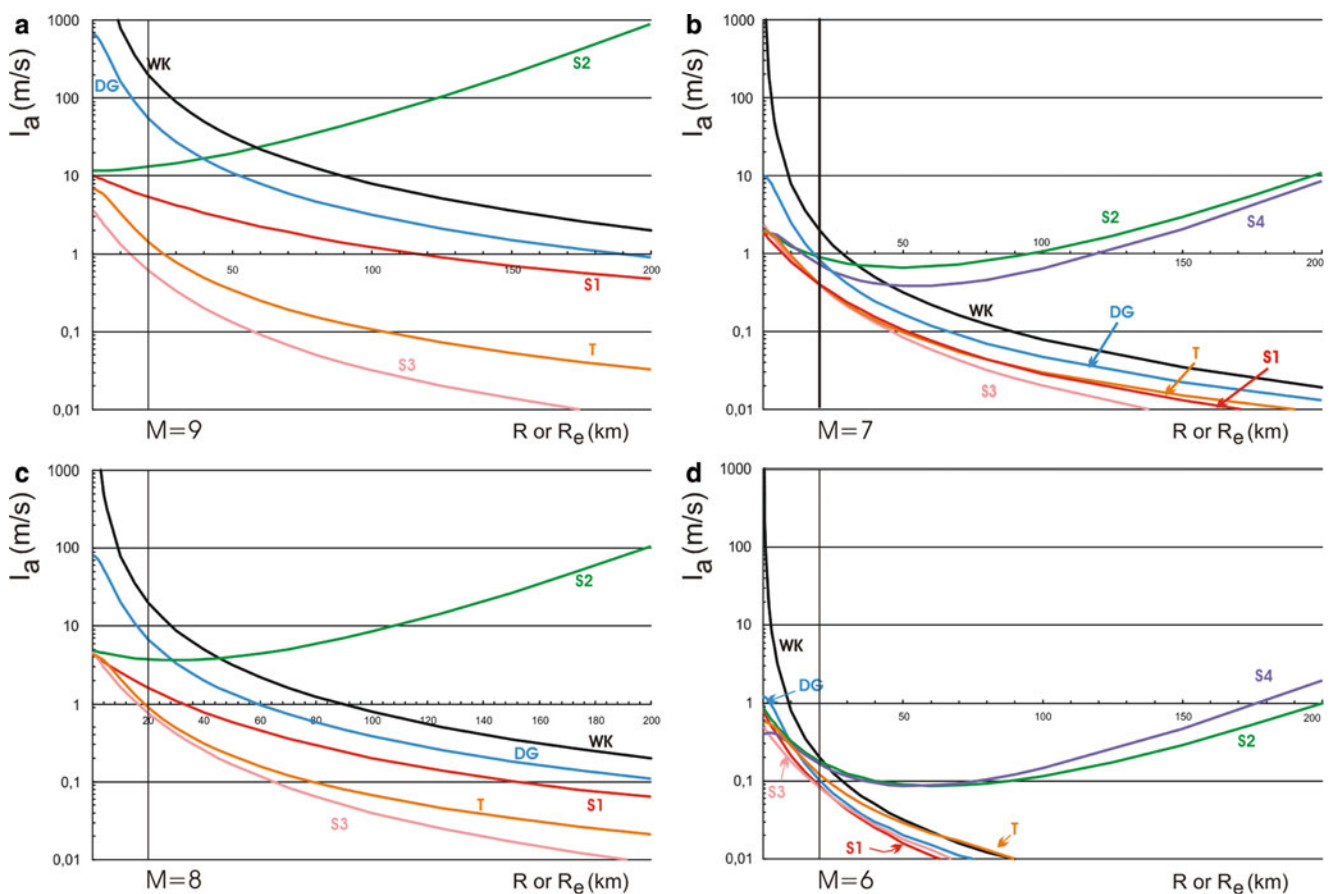 a
I_a (m/s)
1000
100
10
1
0,1
0,01
WK
DG
S2
S1
T
S3
50
100
150
200
M=9
R or R_e (km)
b
I_a (m/s)
1000
100
10
1
0,1
0,01
S2
S4
WK
DG
T
S1
S3
50
100
150
200
M=7
R or R_e (km)
c
I_a (m/s)
1000
100
10
1
0,1
0,01
S2
WK
DG
S1
T
S3
20
40
60
80
100
120
140
160
180
200
M=8
R or R_e (km)
d
I_a (m/s)
1000
100
10
1
0,1
0,01
WK
DG
S4
S2
S3
S1
T
50
100
150
200
M=6
R or R_e (km)